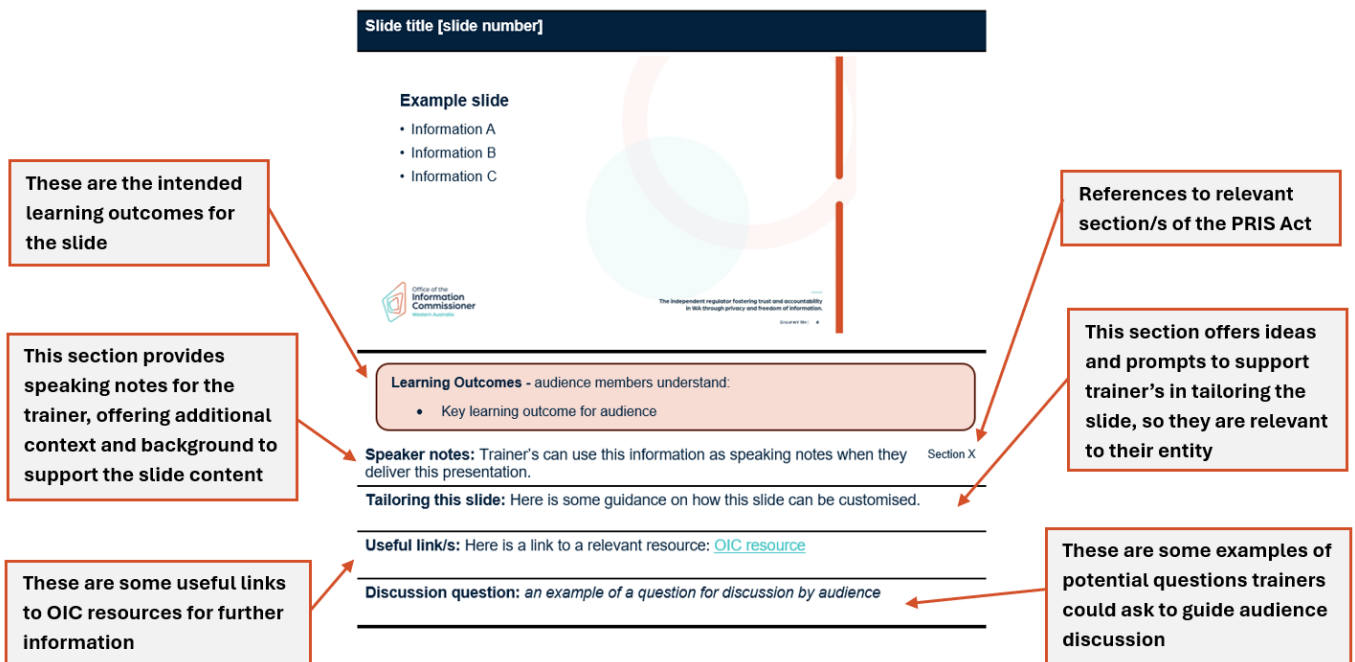 Slide title [slide number]
Example slide
• Information A
• Information B
• Information C
Office of the
Information
Commissioner
Western Australia
The independent regulator fostering trust and accountability
in WA through privacy and freedom of information.
Document title | 4
Learning Outcomes - audience members understand:
• Key learning outcome for audience
Speaker notes: Trainer's can use this information as speaking notes when they
deliver this presentation.
Section X
Tailoring this slide: Here is some guidance on how this slide can be customised.
Useful link/s: Here is a link to a relevant resource: OIC resource
Discussion question: an example of a question for discussion by audience
These are the intended
learning outcomes for
the slide
This section provides
speaking notes for the
trainer, offering additional
context and background to
support the slide content
These are some useful links
to OIC resources for further
information
References to relevant
section/s of the PRIS Act
This section offers ideas
and prompts to support
trainer's in tailoring the
slide, so they are relevant
to their entity
These are some examples of
potential questions trainers
could ask to guide audience
discussion